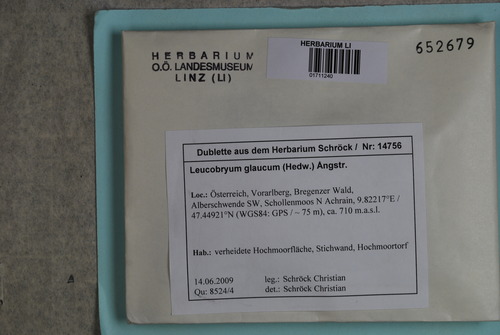 HERBARIUM
O.Ö. LANDESMUSEUM
LINZ (LI)
HERBARIUM LI
01711240
652679
Dublette aus dem Herbarium Schröck / Nr: 14756
Leucobryum glaucum (Hedw.) Ångstr.
Loc.: Österreich, Vorarlberg, Bregenzer Wald,
Alberschwende SW, Schollenmoos N Achrain, 9.82217°E /
47.44921°N (WGS84: GPS / ~ 75 m), ca. 710 m.a.s.l.
Hab.: verheidete Hochmoorfläche, Stichwand, Hochmoortorf
14.06.2009 leg.: Schröck Christian
Qu: 8524/4 det.: Schröck Christian